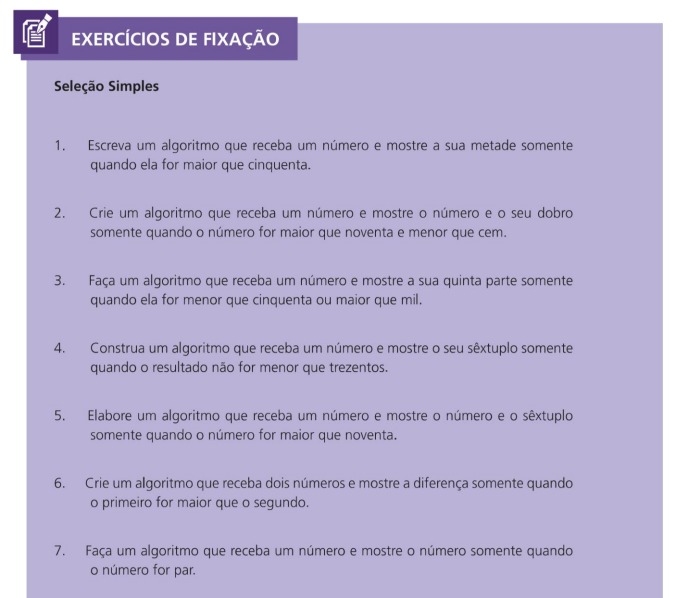 EXERCÍCIOS DE FIXAÇÃO
Seleção Simples
1. Escreva um algoritmo que receba um número e mostre a sua metade somente
quando ela for maior que cinquenta.
2. Crie um algoritmo que receba um número e mostre o número e o seu dobro
somente quando o número for maior que noventa e menor que cem.
3. Faça um algoritmo que receba um número e mostre a sua quinta parte somente
quando ela for menor que cinquenta ou maior que mil.
4. Construa um algoritmo que receba um número e mostre o seu sêxtuplo somente
quando o resultado não for menor que trezentos.
5. Elabore um algoritmo que receba um número e mostre o número e o sêxtuplo
somente quando o número for maior que noventa.
6. Crie um algoritmo que receba dois números e mostre a diferença somente quando
o primeiro for maior que o segundo.
7. Faça um algoritmo que receba um número e mostre o número somente quando
o número for par.